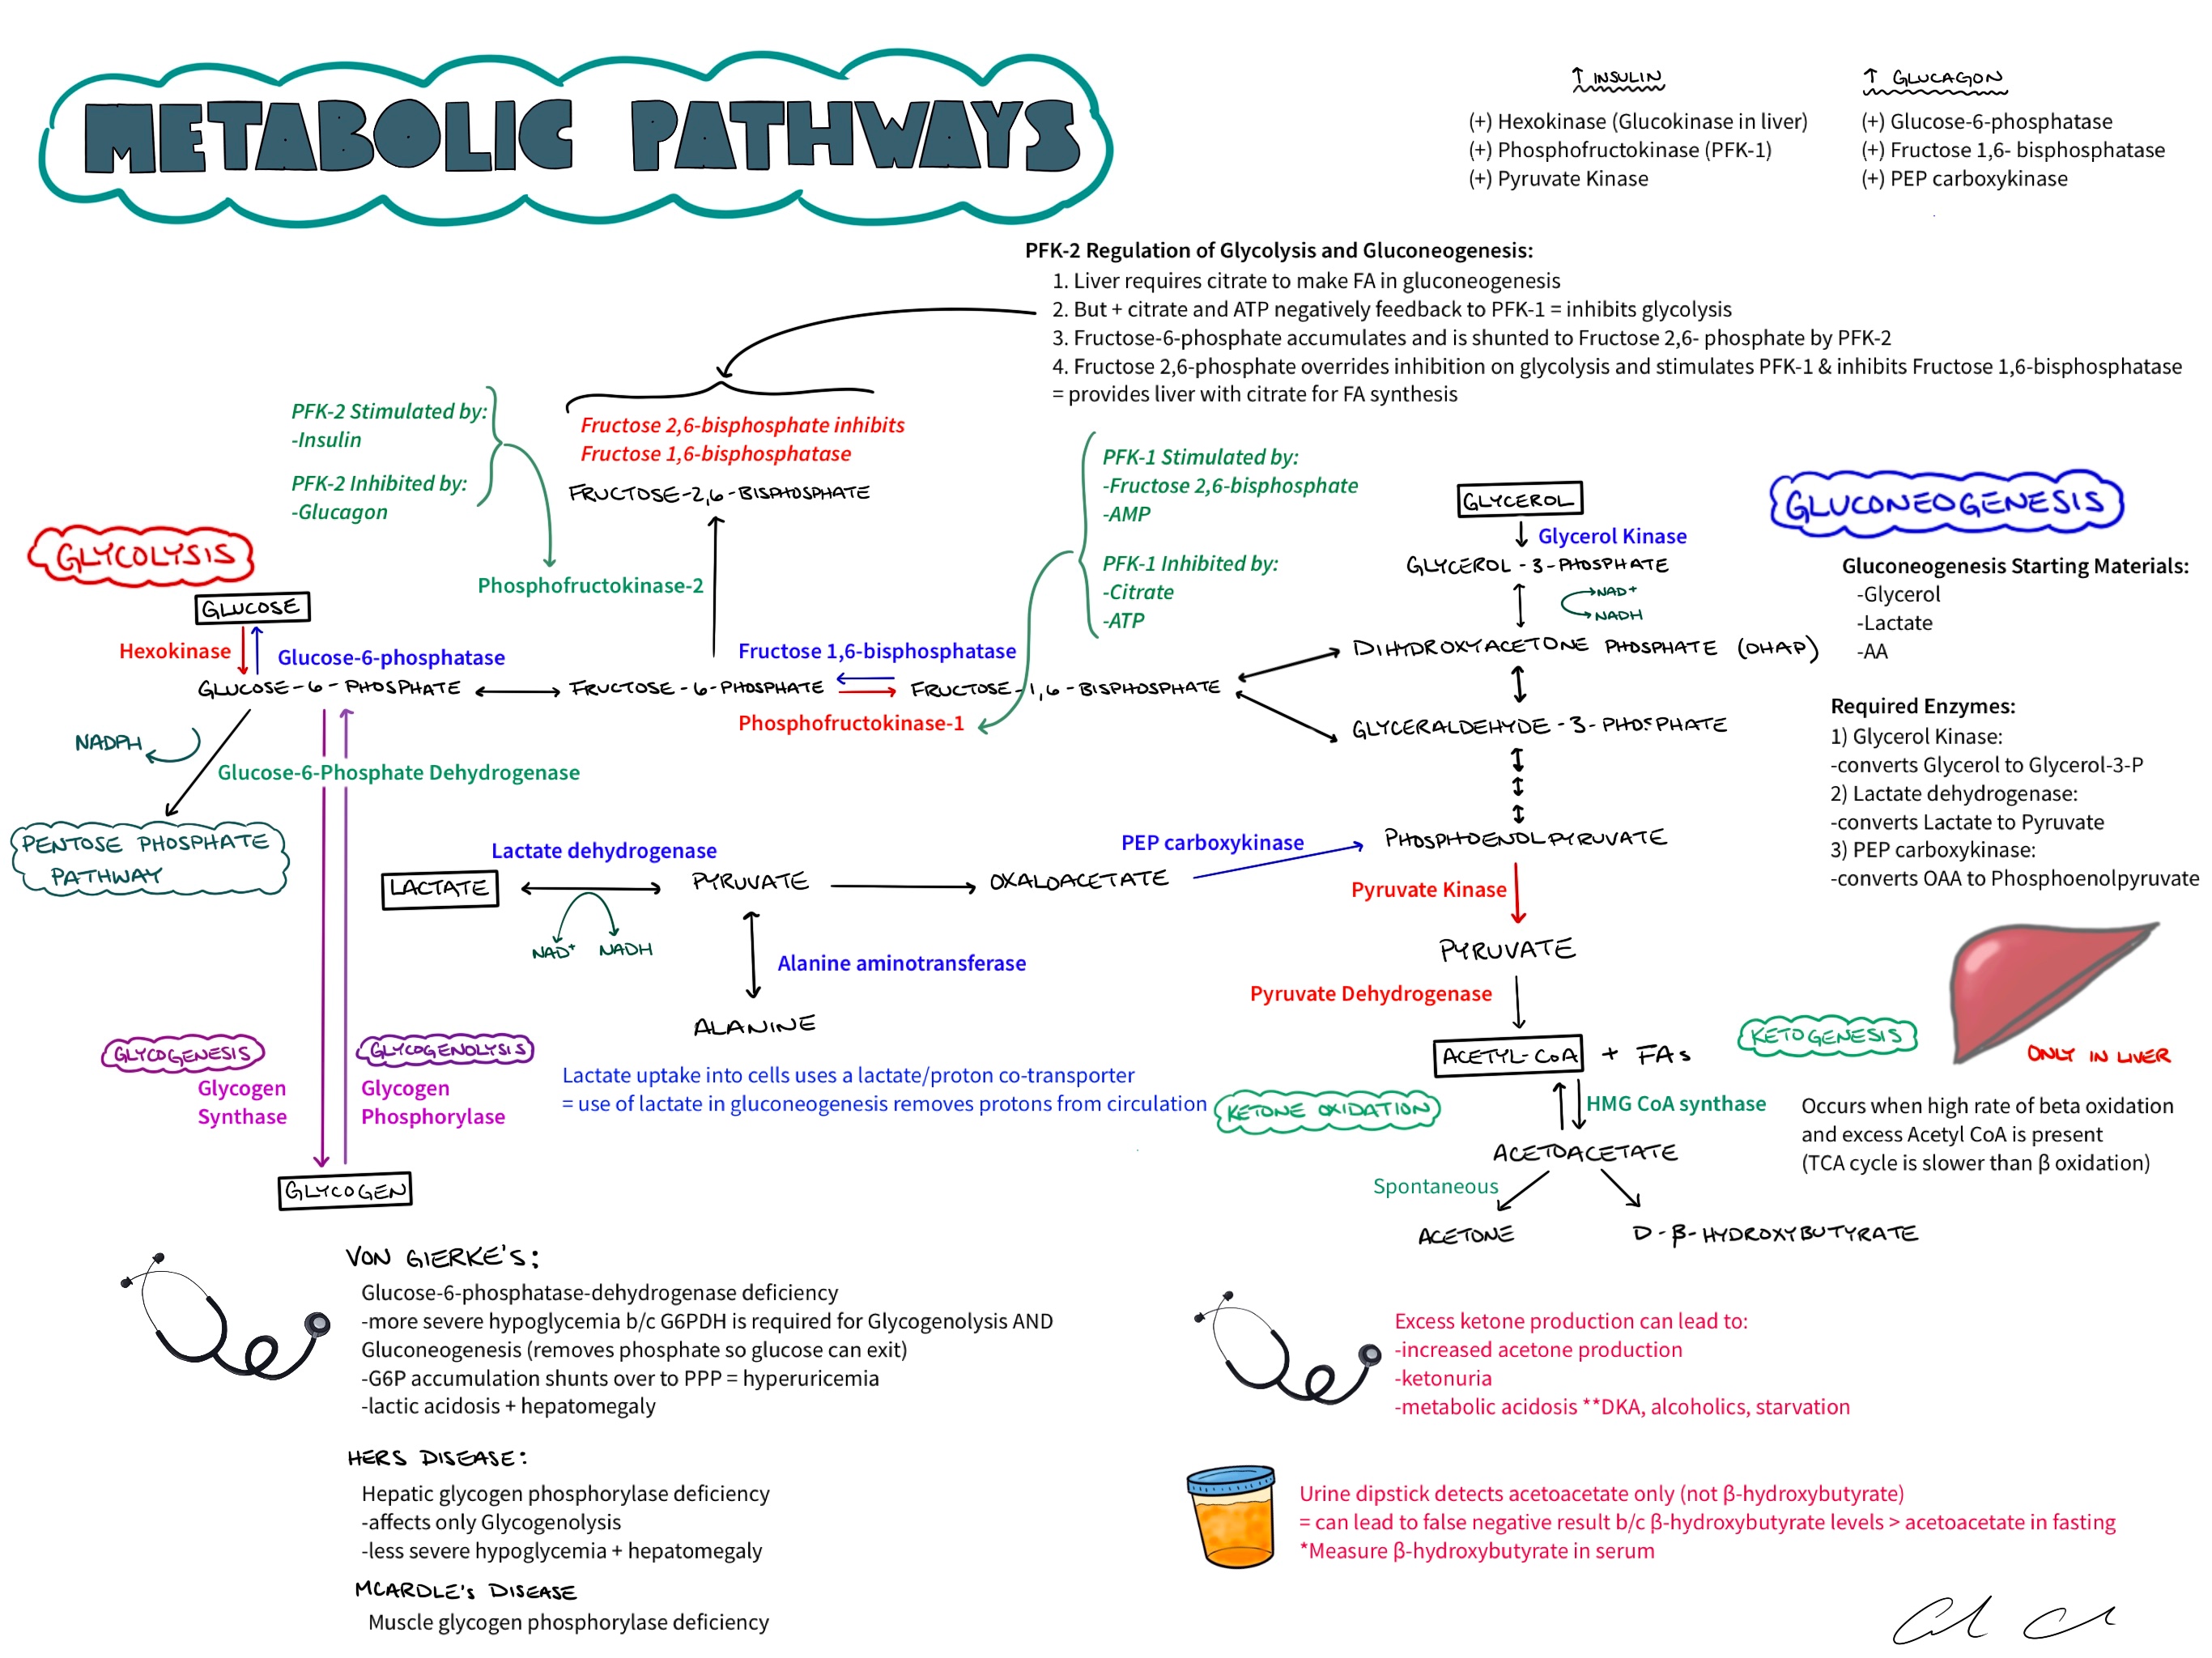 METABOLIC PATHWAYS
↑ INSULIN
(+) Hexokinase (Glucokinase in liver)
(+) Phosphofructokinase (PFK-1)
(+) Pyruvate Kinase
↑ GLUCAGON
(+) Glucose-6-phosphatase
(+) Fructose 1,6- bisphosphatase
(+) PEP carboxykinase
PFK-2 Regulation of Glycolysis and Gluconeogenesis:
1. Liver requires citrate to make FA in gluconeogenesis
2. But + citrate and ATP negatively feedback to PFK-1 = inhibits glycolysis
3. Fructose-6-phosphate accumulates and is shunted to Fructose 2,6- phosphate by PFK-2
4. Fructose 2,6-phosphate overrides inhibition on glycolysis and stimulates PFK-1 & inhibits Fructose 1,6-bisphosphatase
= provides liver with citrate for FA synthesis
PFK-2 Stimulated by:
-Insulin
PFK-2 Inhibited by:
-Glucagon
Fructose 2,6-bisphosphate inhibits
Fructose 1,6-bisphosphatase
FRUCTOSE-2,6-BISPHOSPHATE
Phosphofructokinase-2
PFK-1 Stimulated by:
-Fructose 2,6-bisphosphate
-AMP
PFK-1 Inhibited by:
-Citrate
-ATP
GLYCEROL
Glycerol Kinase
GLYCEROL-3-PHOSPHATE
NAD+
NADH
DIHYDROXYACETONE PHOSPHATE (DHAP)
GLYCERALDEHYDE-3-PHOSPHATE
GLUCONEOGENESIS
Gluconeogenesis Starting Materials:
-Glycerol
-Lactate
-AA
Required Enzymes:
1) Glycerol Kinase:
-converts Glycerol to Glycerol-3-P
2) Lactate dehydrogenase:
-converts Lactate to Pyruvate
3) PEP carboxykinase:
-converts OAA to Phosphoenolpyruvate
GLYCOLYSIS
GLUCOSE
Hexokinase
Glucose-6-phosphatase
GLUCOSE-6-PHOSPHATE
FRUCTOSE-6-PHOSPHATE
Fructose 1,6-bisphosphatase
FRUCTOSE-1,6-BISPHOSPHATE
Phosphofructokinase-1
NADPH
Glucose-6-Phosphate Dehydrogenase
PENTOSE PHOSPHATE
PATHWAY
Lactate dehydrogenase
LACTATE
NAD+
NADH
PYRUVATE
OXALOACETATE
PEP carboxykinase
PHOSPHOENOLPYRUVATE
Alanine aminotransferase
ALANINE
Pyruvate Kinase
PYRUVATE
Pyruvate Dehydrogenase
ACETYL-CoA + FAs
KETOGENESIS
ONLY IN LIVER
GLYCOGENESIS
Glycogen
Synthase
GLYCOGENOLYSIS
Glycogen
Phosphorylase
GLYCOGEN
Lactate uptake into cells uses a lactate/proton co-transporter
= use of lactate in gluconeogenesis removes protons from circulation
KETONE OXIDATION
HMG CoA synthase
ACETOACETATE
Spontaneous
ACETONE
D-β-HYDROXYBUTYRATE
Occurs when high rate of beta oxidation
and excess Acetyl CoA is present
(TCA cycle is slower than β oxidation)
VON GIERKE'S:
Glucose-6-phosphatase-dehydrogenase deficiency
-more severe hypoglycemia b/c G6PDH is required for Glycogenolysis AND
Gluconeogenesis (removes phosphate so glucose can exit)
-G6P accumulation shunts over to PPP = hyperuricemia
-lactic acidosis + hepatomegaly
HERS DISEASE:
Hepatic glycogen phosphorylase deficiency
-affects only Glycogenolysis
-less severe hypoglycemia + hepatomegaly
MCARDLE'S DISEASE
Muscle glycogen phosphorylase deficiency
Excess ketone production can lead to:
-increased acetone production
-ketonuria
-metabolic acidosis **DKA, alcoholics, starvation
Urine dipstick detects acetoacetate only (not β-hydroxybutyrate)
= can lead to false negative result b/c β-hydroxybutyrate levels > acetoacetate in fasting
*Measure β-hydroxybutyrate in serum